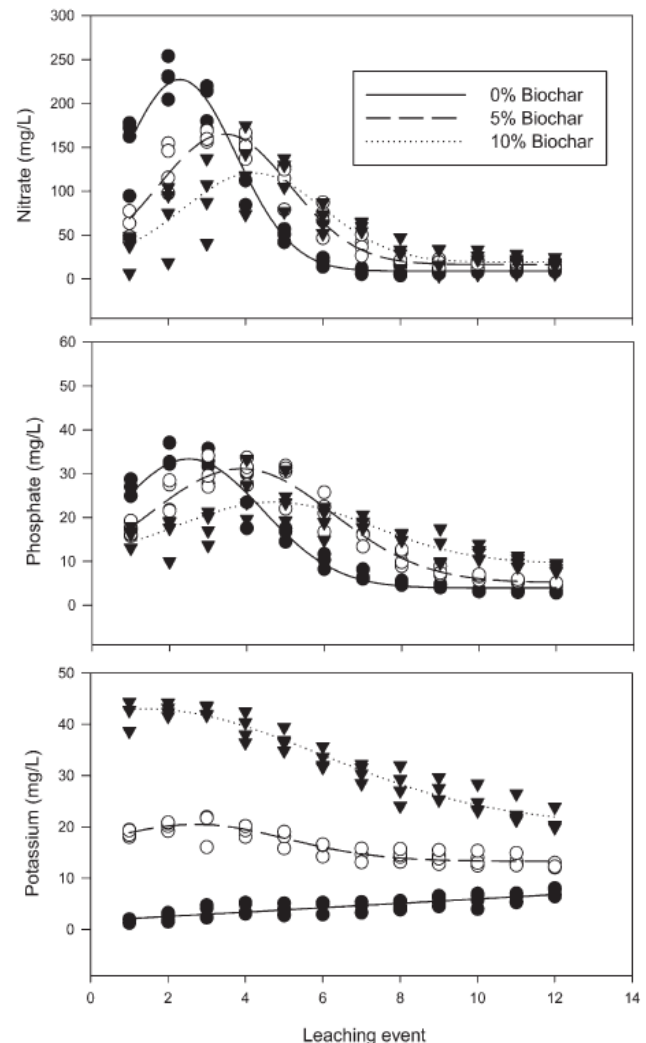 300
250
200
150
100
50
0
Nitrate (mg/L)
0% Biochar
5% Biochar
10% Biochar
60
50
40
30
20
10
0
Phosphate (mg/L)
50
40
30
20
10
0
Potassium (mg/L)
0 2 4 6 8 10 12 14
Leaching event